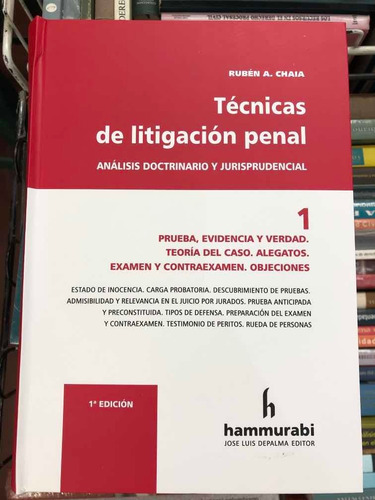 RUBÉN A. CHAIA
Técnicas
de litigación penal
ANÁLISIS DOCTRINARIO Y JURISPRUDENCIAL
1
PRUEBA, EVIDENCIA Y VERDAD.
TEORÍA DEL CASO. ALEGATOS.
EXAMEN Y CONTRAEXAMEN. OBJECIONES
ESTADO DE INOCENCIA. CARGA PROBATORIA. DESCUBRIMIENTO DE PRUEBAS.
ADMISIBILIDAD Y RELEVANCIA EN EL JUICIO POR JURADOS. PRUEBA ANTICIPADA
Y PRECONSTITUIDA. TIPOS DE DEFENSA. PREPARACIÓN DEL EXAMEN
Y CONTRAEXAMEN. TESTIMONIO DE PERITOS. RUEDA DE PERSONAS
1ª EDICIÓN
h
hammurabi
JOSE LUIS DEPALMA EDITOR